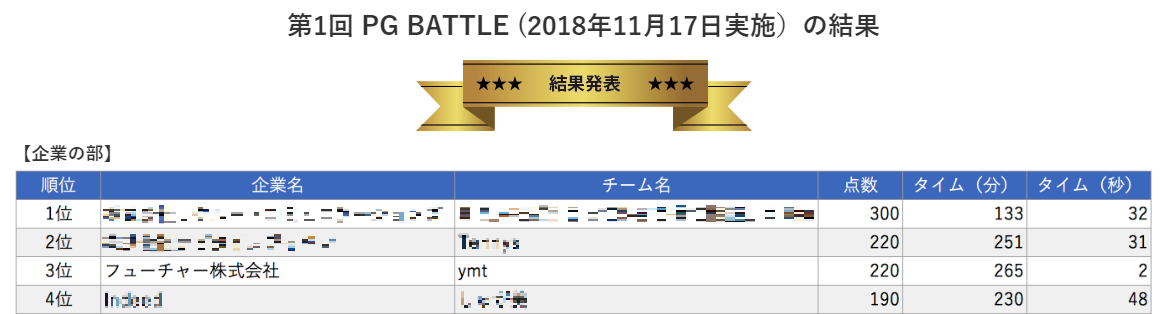 第1回 PG BATTLE (2018年11月17日実施）の結果
★★★ 結果発表 ★★★
【企業の部】
順位 企業名 チーム名 点数 タイム（分） タイム（秒）
1位 300 133 32
2位 220 251 31
3位 フューチャー株式会社 ymt 220 265 2
4位 190 230 48